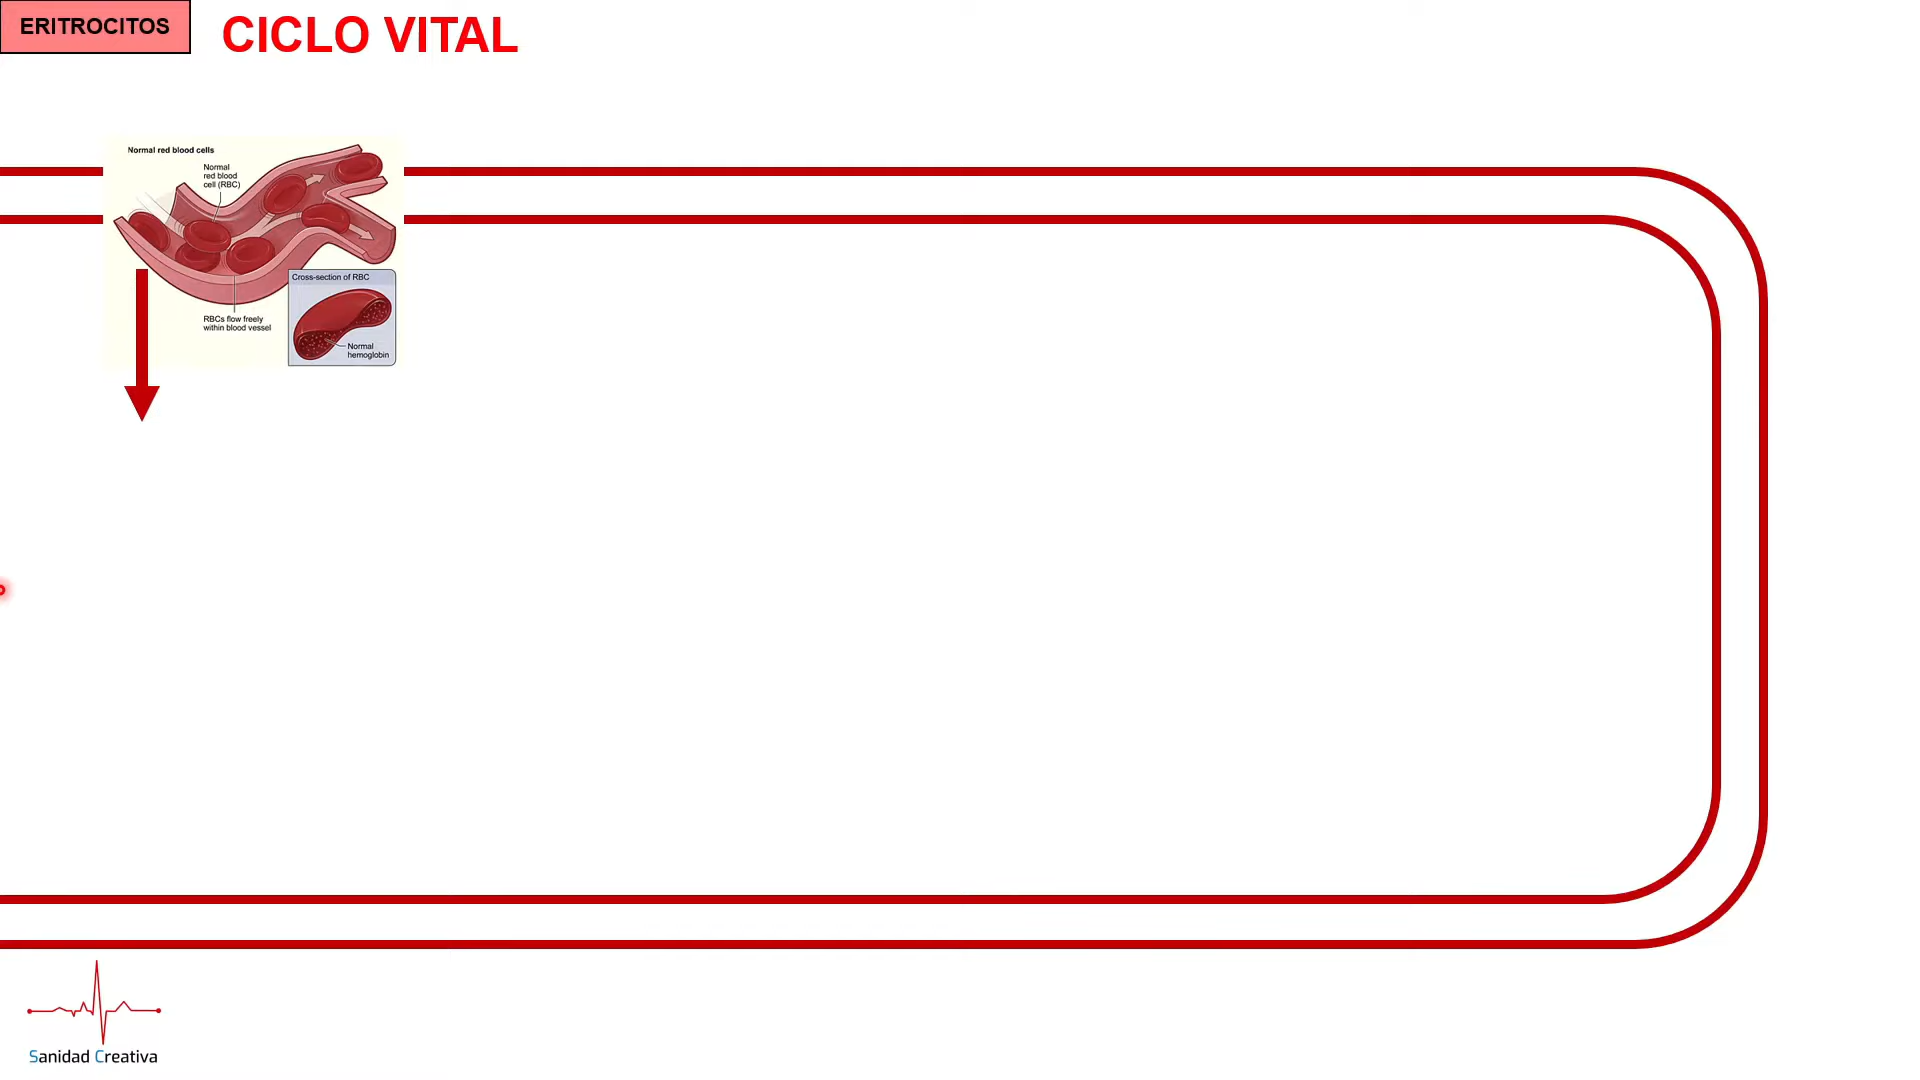 ERITROCITOS
CICLO VITAL
Normal red blood cells
Normal
red blood
cell (RBC)
Cross-section of RBC
RBCs flow freely
within blood vessel
Normal
hemoglobin
Sanidad Creativa